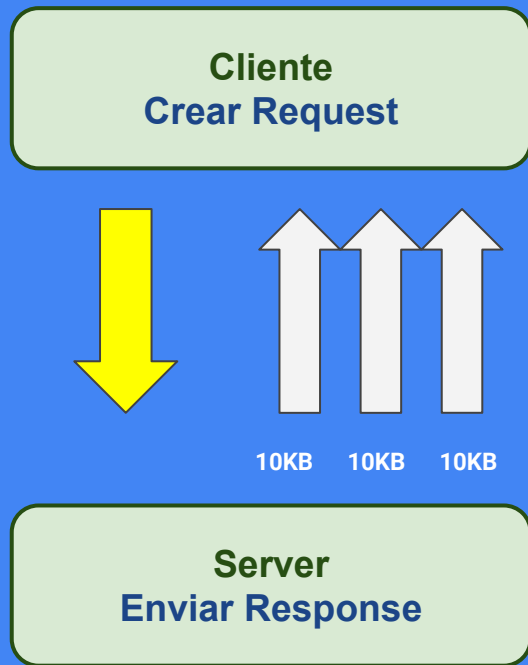 Cliente
Crear Request
10KB 10KB 10KB
Server
Enviar Response